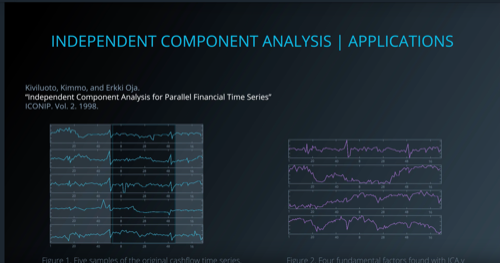 INDEPENDENT COMPONENT ANALYSIS | APPLICATIONS
Kiviluoto, Kimmo, and Erkki Oja.
"Independent Component Analysis for Parallel Financial Time Series"
ICONIP. Vol. 2. 1998.
Figure 1. Five samples of the original cashflow time series
Figure 2. Four fundamental factors found with ICA